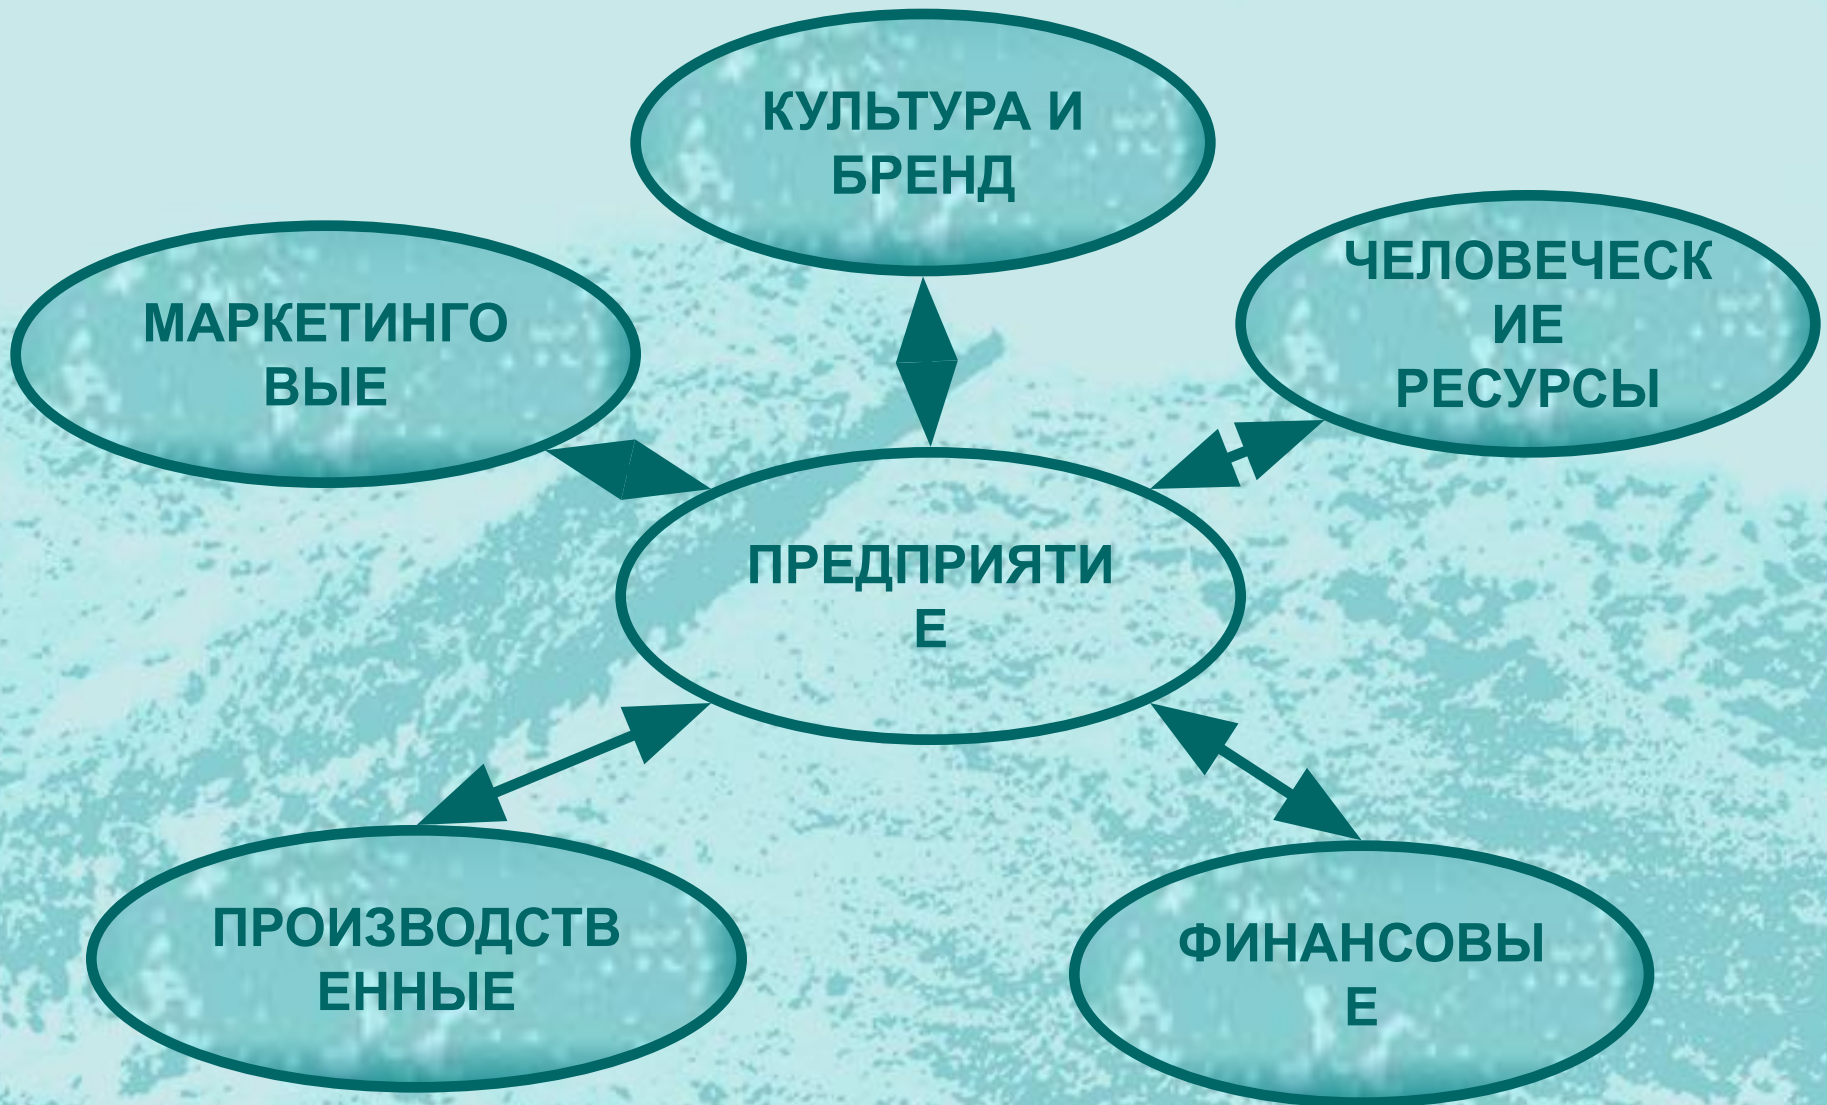 КУЛЬТУРА И
БРЕНД
МАРКЕТИНГО
ВЫЕ
ЧЕЛОВЕЧЕСК
ИЕ
РЕСУРСЫ
ПРЕДПРИЯТИ
Е
ПРОИЗВОДСТВ
ЕННЫЕ
ФИНАНСОВЫ
Е